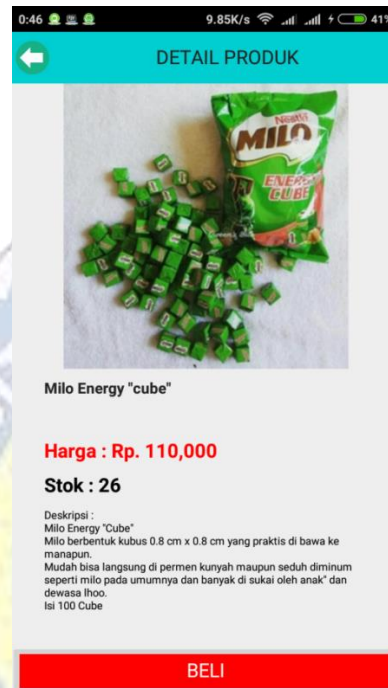 0:46
9.85K/s
41%
DETAIL PRODUK
Nestlé
MILO
ENERGY
CUBE
Milo Energy "cube"
Harga : Rp. 110,000
Stok : 26
Deskripsi :
Milo Energy "Cube"
Milo berbentuk kubus 0.8 cm x 0.8 cm yang praktis di bawa ke
manapun.
Mudah bisa langsung di permen kunyah maupun seduh diminum
seperti milo pada umumnya dan banyak di sukai oleh anak" dan
dewasa lhoo.
Isi 100 Cube
BELI